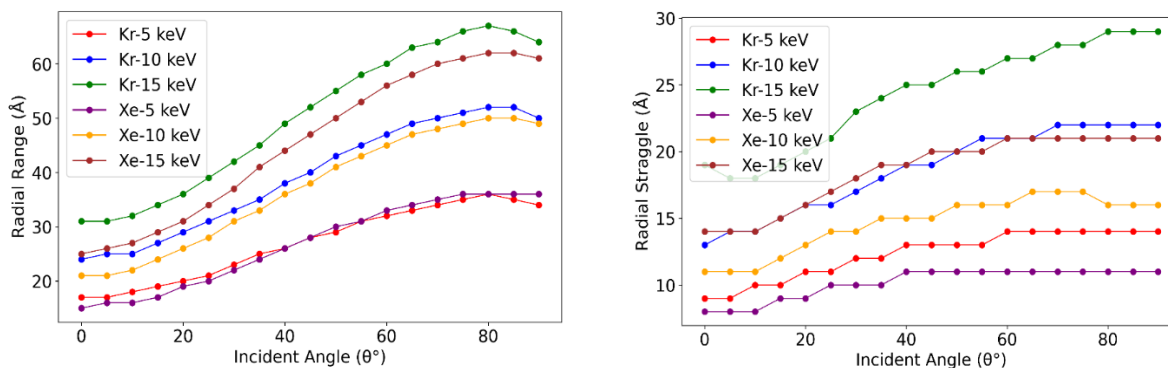 Radial Range (Å)
60
50
40
30
20
0
20
40
60
80
Incident Angle (θ°)
Kr-5 keV
Kr-10 keV
Kr-15 keV
Xe-5 keV
Xe-10 keV
Xe-15 keV
Radial Straggle (Å)
30
25
20
15
10
0
20
40
60
80
Incident Angle (θ°)
Kr-5 keV
Kr-10 keV
Kr-15 keV
Xe-5 keV
Xe-10 keV
Xe-15 keV